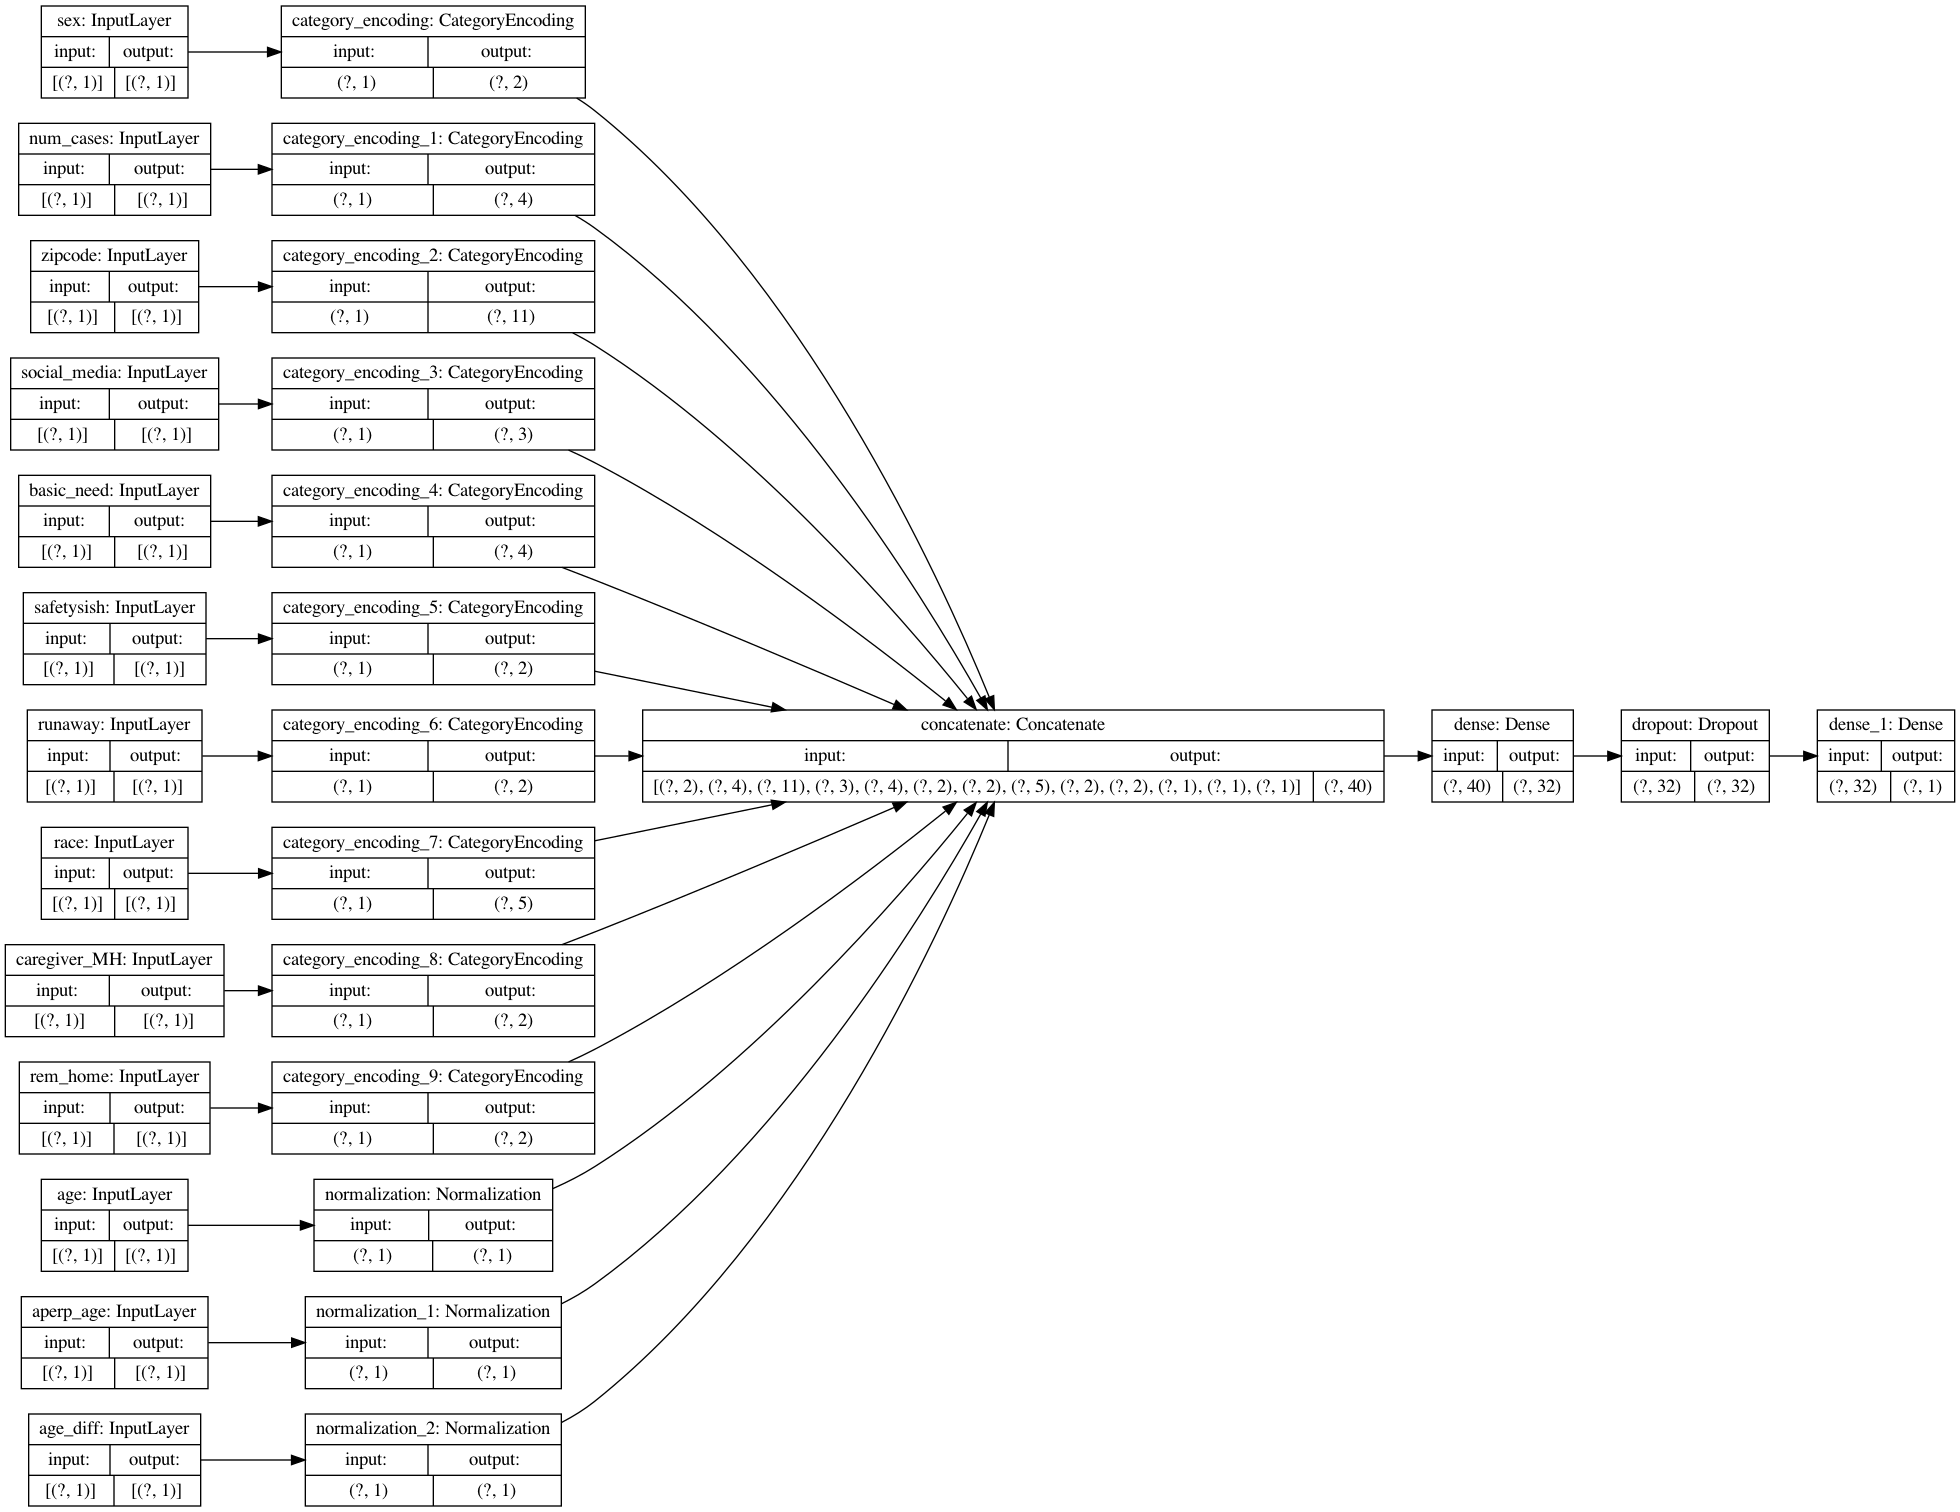 sex: InputLayer
input: output:
[(?, 1)] [(?, 1)]
category_encoding: CategoryEncoding
input: output:
(?, 1) (?, 2)
num_cases: InputLayer
input: output:
[(?, 1)] [(?, 1)]
category_encoding_1: CategoryEncoding
input: output:
(?, 1) (?, 4)
zipcode: InputLayer
input: output:
[(?, 1)] [(?, 1)]
category_encoding_2: CategoryEncoding
input: output:
(?, 1) (?, 11)
social_media: InputLayer
input: output:
[(?, 1)] [(?, 1)]
category_encoding_3: CategoryEncoding
input: output:
(?, 1) (?, 3)
basic_need: InputLayer
input: output:
[(?, 1)] [(?, 1)]
category_encoding_4: CategoryEncoding
input: output:
(?, 1) (?, 4)
safetysish: InputLayer
input: output:
[(?, 1)] [(?, 1)]
category_encoding_5: CategoryEncoding
input: output:
(?, 1) (?, 2)
runaway: InputLayer
input: output:
[(?, 1)] [(?, 1)]
category_encoding_6: CategoryEncoding
input: output:
(?, 1) (?, 2)
race: InputLayer
input: output:
[(?, 1)] [(?, 1)]
category_encoding_7: CategoryEncoding
input: output:
(?, 1) (?, 5)
caregiver_MH: InputLayer
input: output:
[(?, 1)] [(?, 1)]
category_encoding_8: CategoryEncoding
input: output:
(?, 1) (?, 2)
rem_home: InputLayer
input: output:
[(?, 1)] [(?, 1)]
category_encoding_9: CategoryEncoding
input: output:
(?, 1) (?, 2)
age: InputLayer
input: output:
[(?, 1)] [(?, 1)]
normalization: Normalization
input: output:
(?, 1) (?, 1)
aperp_age: InputLayer
input: output:
[(?, 1)] [(?, 1)]
normalization_1: Normalization
input: output:
(?, 1) (?, 1)
age_diff: InputLayer
input: output:
[(?, 1)] [(?, 1)]
normalization_2: Normalization
input: output:
(?, 1) (?, 1)
concatenate: Concatenate
input: output:
[(?, 2), (?, 4), (?, 11), (?, 3), (?, 4), (?, 2), (?, 2), (?, 5), (?, 2), (?, 2), (?, 1), (?, 1), (?, 1)] (?, 40)
dense: Dense
input: output:
(?, 40) (?, 32)
dropout: Dropout
input: output:
(?, 32) (?, 32)
dense_1: Dense
input: output:
(?, 32) (?, 1)